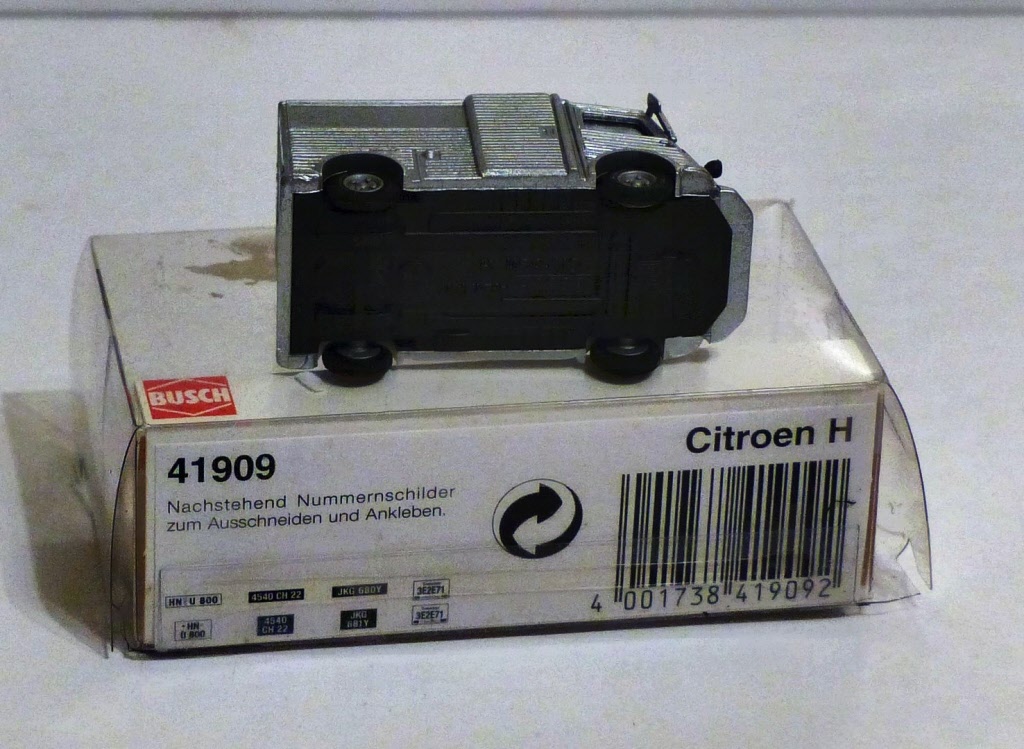 BUSCH
41909
Citroen H
Nachstehend Nummernschilder
zum Ausschneiden und Ankleben.
HN U 800
4540 CH 22
JKG 680Y
3E2E71
HN
U 800
4540
CH 22
JKG
681Y
3E2E71
4 001738 419092